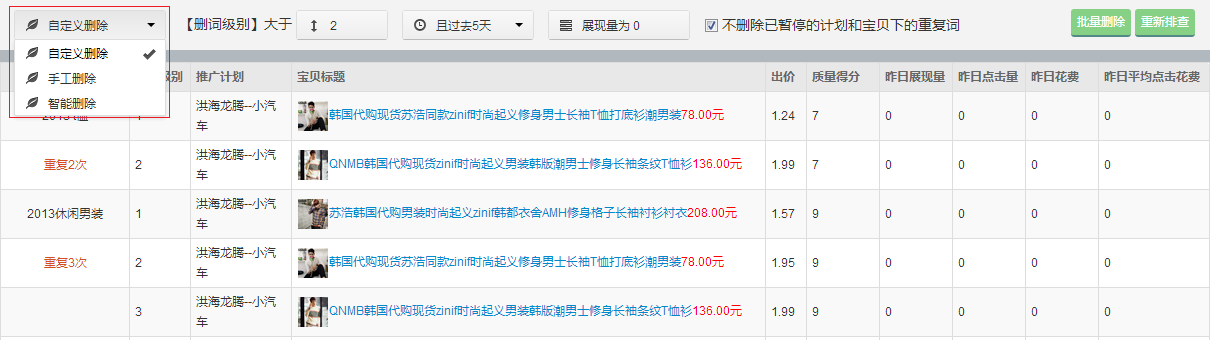 自定义删除
【删词级别】大于
2
且过去5天
展现量为 0
不删除已暂停的计划和宝贝下的重复词
批量删除
重新排查
自定义删除
手工删除
智能删除
级别 推广计划 宝贝标题 出价 质量得分 昨日展现量 昨日点击量 昨日花费 昨日平均点击花费
洪海龙腾--小汽
车
韩国代购现货苏浩同款zinif时尚起义修身男士长袖T恤打底衫潮男装78.00元 1.24 7 0 0 0 0
重复2次 2 洪海龙腾--小汽
车
QNMB韩国代购现货zinif时尚起义男装韩版潮男士修身长袖条纹T恤衫136.00元 1.99 7 0 0 0 0
2013休闲男装 1 洪海龙腾--小汽
车
苏浩韩国代购男装时尚起义zinif韩都衣舍AMH修身格子长袖衬衫衬衣208.00元 1.57 9 0 0 0 0
重复3次 2 洪海龙腾--小汽
车
韩国代购现货苏浩同款zinif时尚起义修身男士长袖T恤打底衫潮男装78.00元 1.95 9 0 0 0 0
3 洪海龙腾--小汽
车
QNMB韩国代购现货zinif时尚起义男装韩版潮男士修身长袖条纹T恤衫136.00元 1.99 9 0 0 0 0